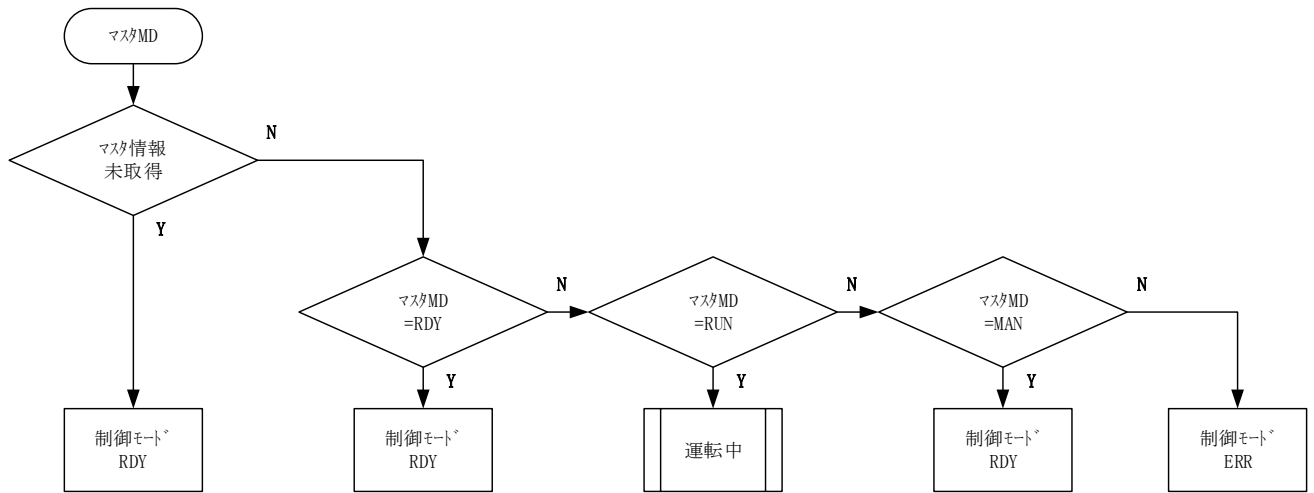 ﾏｽﾀMD
ﾏｽﾀ情報
未取得
N
Y
ﾏｽﾀMD
=RDY
N
Y
ﾏｽﾀMD
=RUN
N
Y
ﾏｽﾀMD
=MAN
N
Y
制御ﾓｰﾄﾞ
RDY
制御ﾓｰﾄﾞ
RDY
運転中
制御ﾓｰﾄﾞ
RDY
制御ﾓｰﾄﾞ
ERR